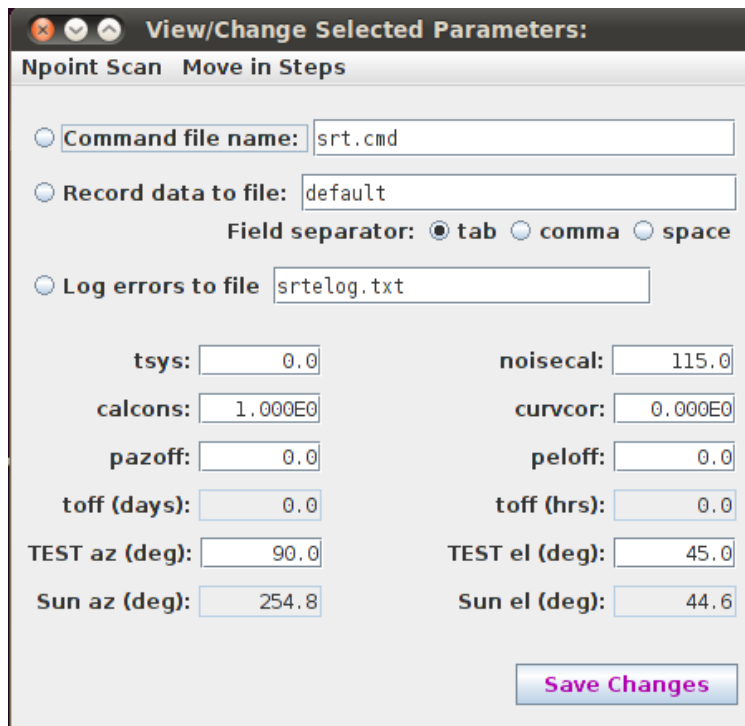 View/Change Selected Parameters:
Npoint Scan Move in Steps
Command file name: srt.cmd
Record data to file: default
Field separator: tab comma space
Log errors to file srtelog.txt
tsys: 0.0 noisecal: 115.0
calcons: 1.000E0 curvcor: 0.000E0
pazoff: 0.0 peloff: 0.0
toff (days): 0.0 toff (hrs): 0.0
TEST az (deg): 90.0 TEST el (deg): 45.0
Sun az (deg): 254.8 Sun el (deg): 44.6
Save Changes